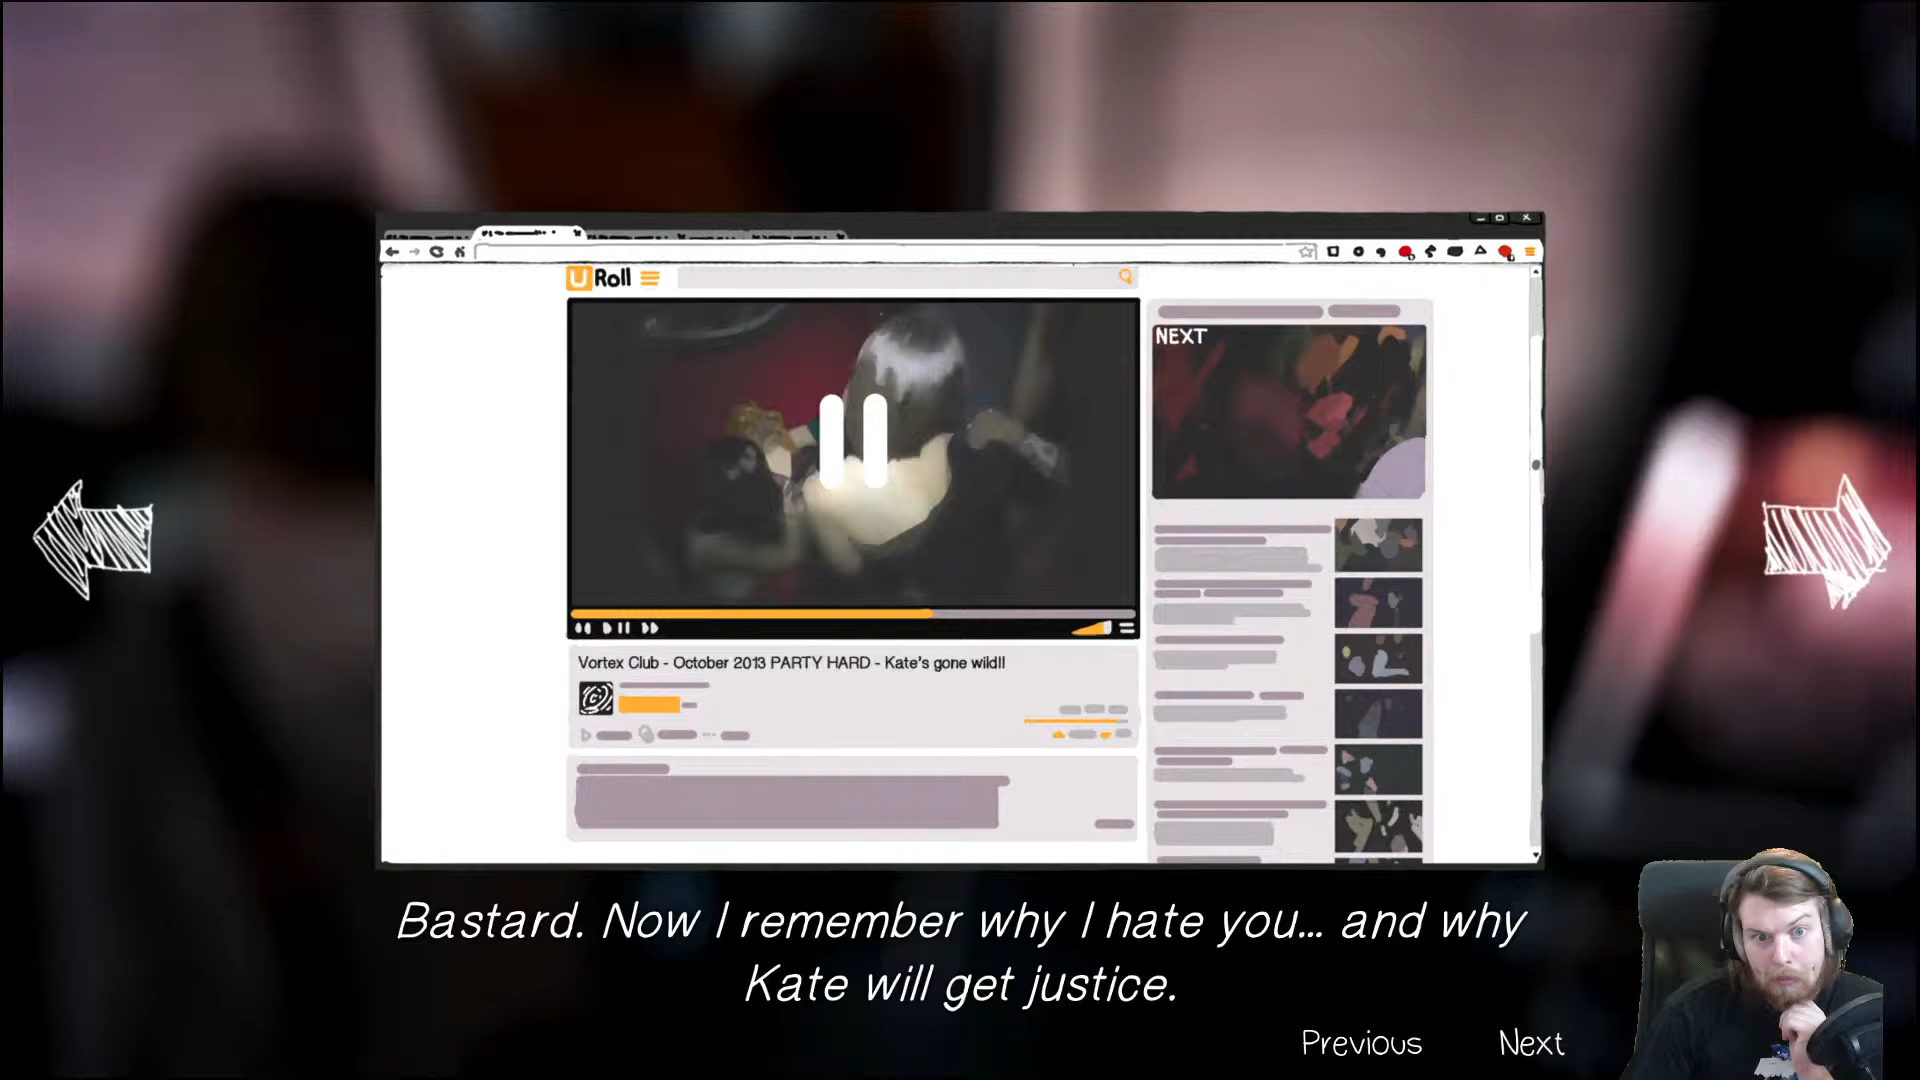 U Roll
NEXT
Vortex Club - October 2013 PARTY HARD - Kate's gone wild!!
Bastard. Now I remember why I hate you... and why
Kate will get justice.
Previous Next